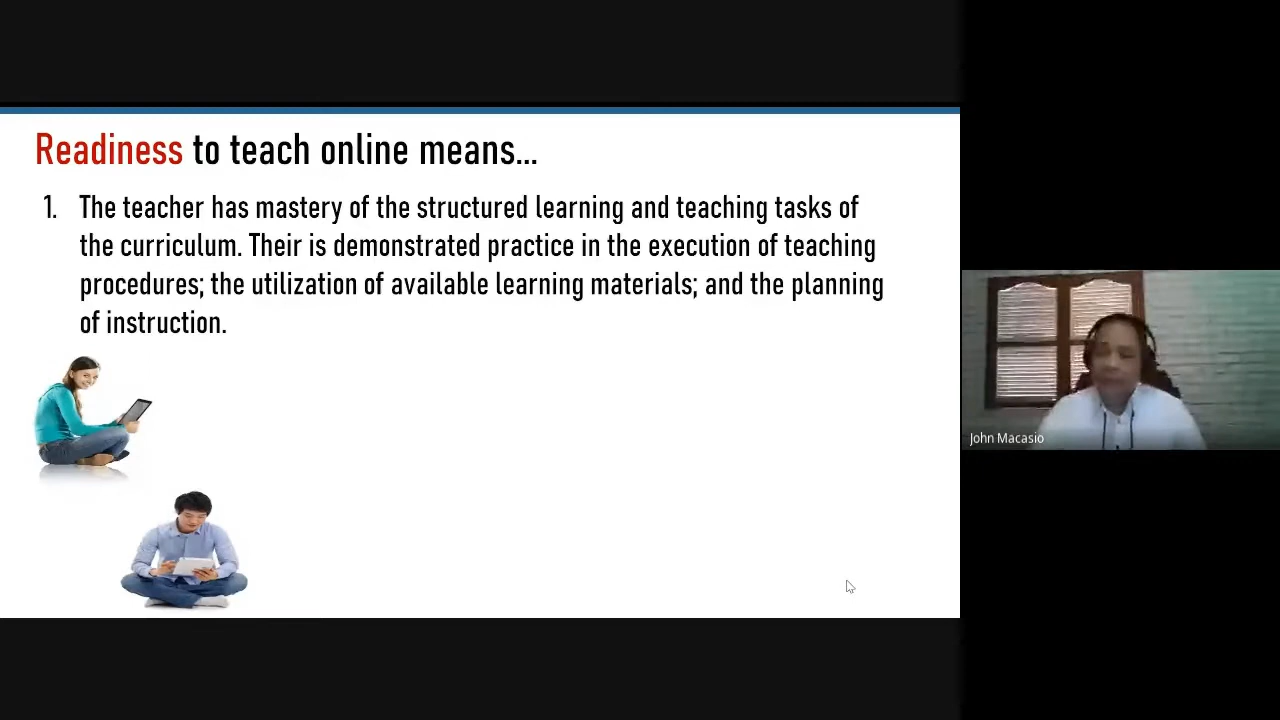 Readiness to teach online means...
1. The teacher has mastery of the structured learning and teaching tasks of
the curriculum. Their is demonstrated practice in the execution of teaching
procedures; the utilization of available learning materials; and the planning
of instruction.
John Macasio